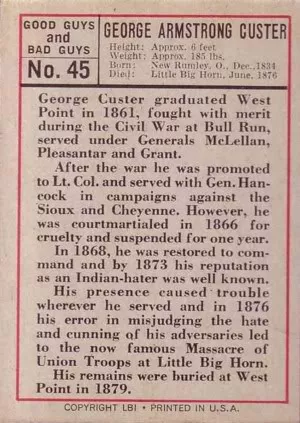 GOOD GUYS
and
BAD GUYS
No. 45
GEORGE ARMSTRONG CUSTER
Height: Approx. 6 feet
Weight: Approx. 185 lbs.
Born: New Rumley, O., Dec., 1834
Died: Little Big Horn, June, 1876
George Custer graduated West
Point in 1861, fought with merit
during the Civil War at Bull Run,
served under Generals McLellan,
Pleasantar and Grant.
After the war he was promoted
to Lt. Col. and served with Gen. Han-
cock in campaigns against the
Sioux and Cheyenne. However, he
was courtmartialed in 1866 for
cruelty and suspended for one year.
In 1868, he was restored to com-
mand and by 1873 his reputation
as an Indian-hater was well known.
His presence caused trouble
wherever he served and in 1876
his error in misjudging the hate
and cunning of his adversaries led
to the now famous Massacre of
Union Troops at Little Big Horn.
His remains were buried at West
Point in 1879.
COPYRIGHT LBI • PRINTED IN U.S.A.